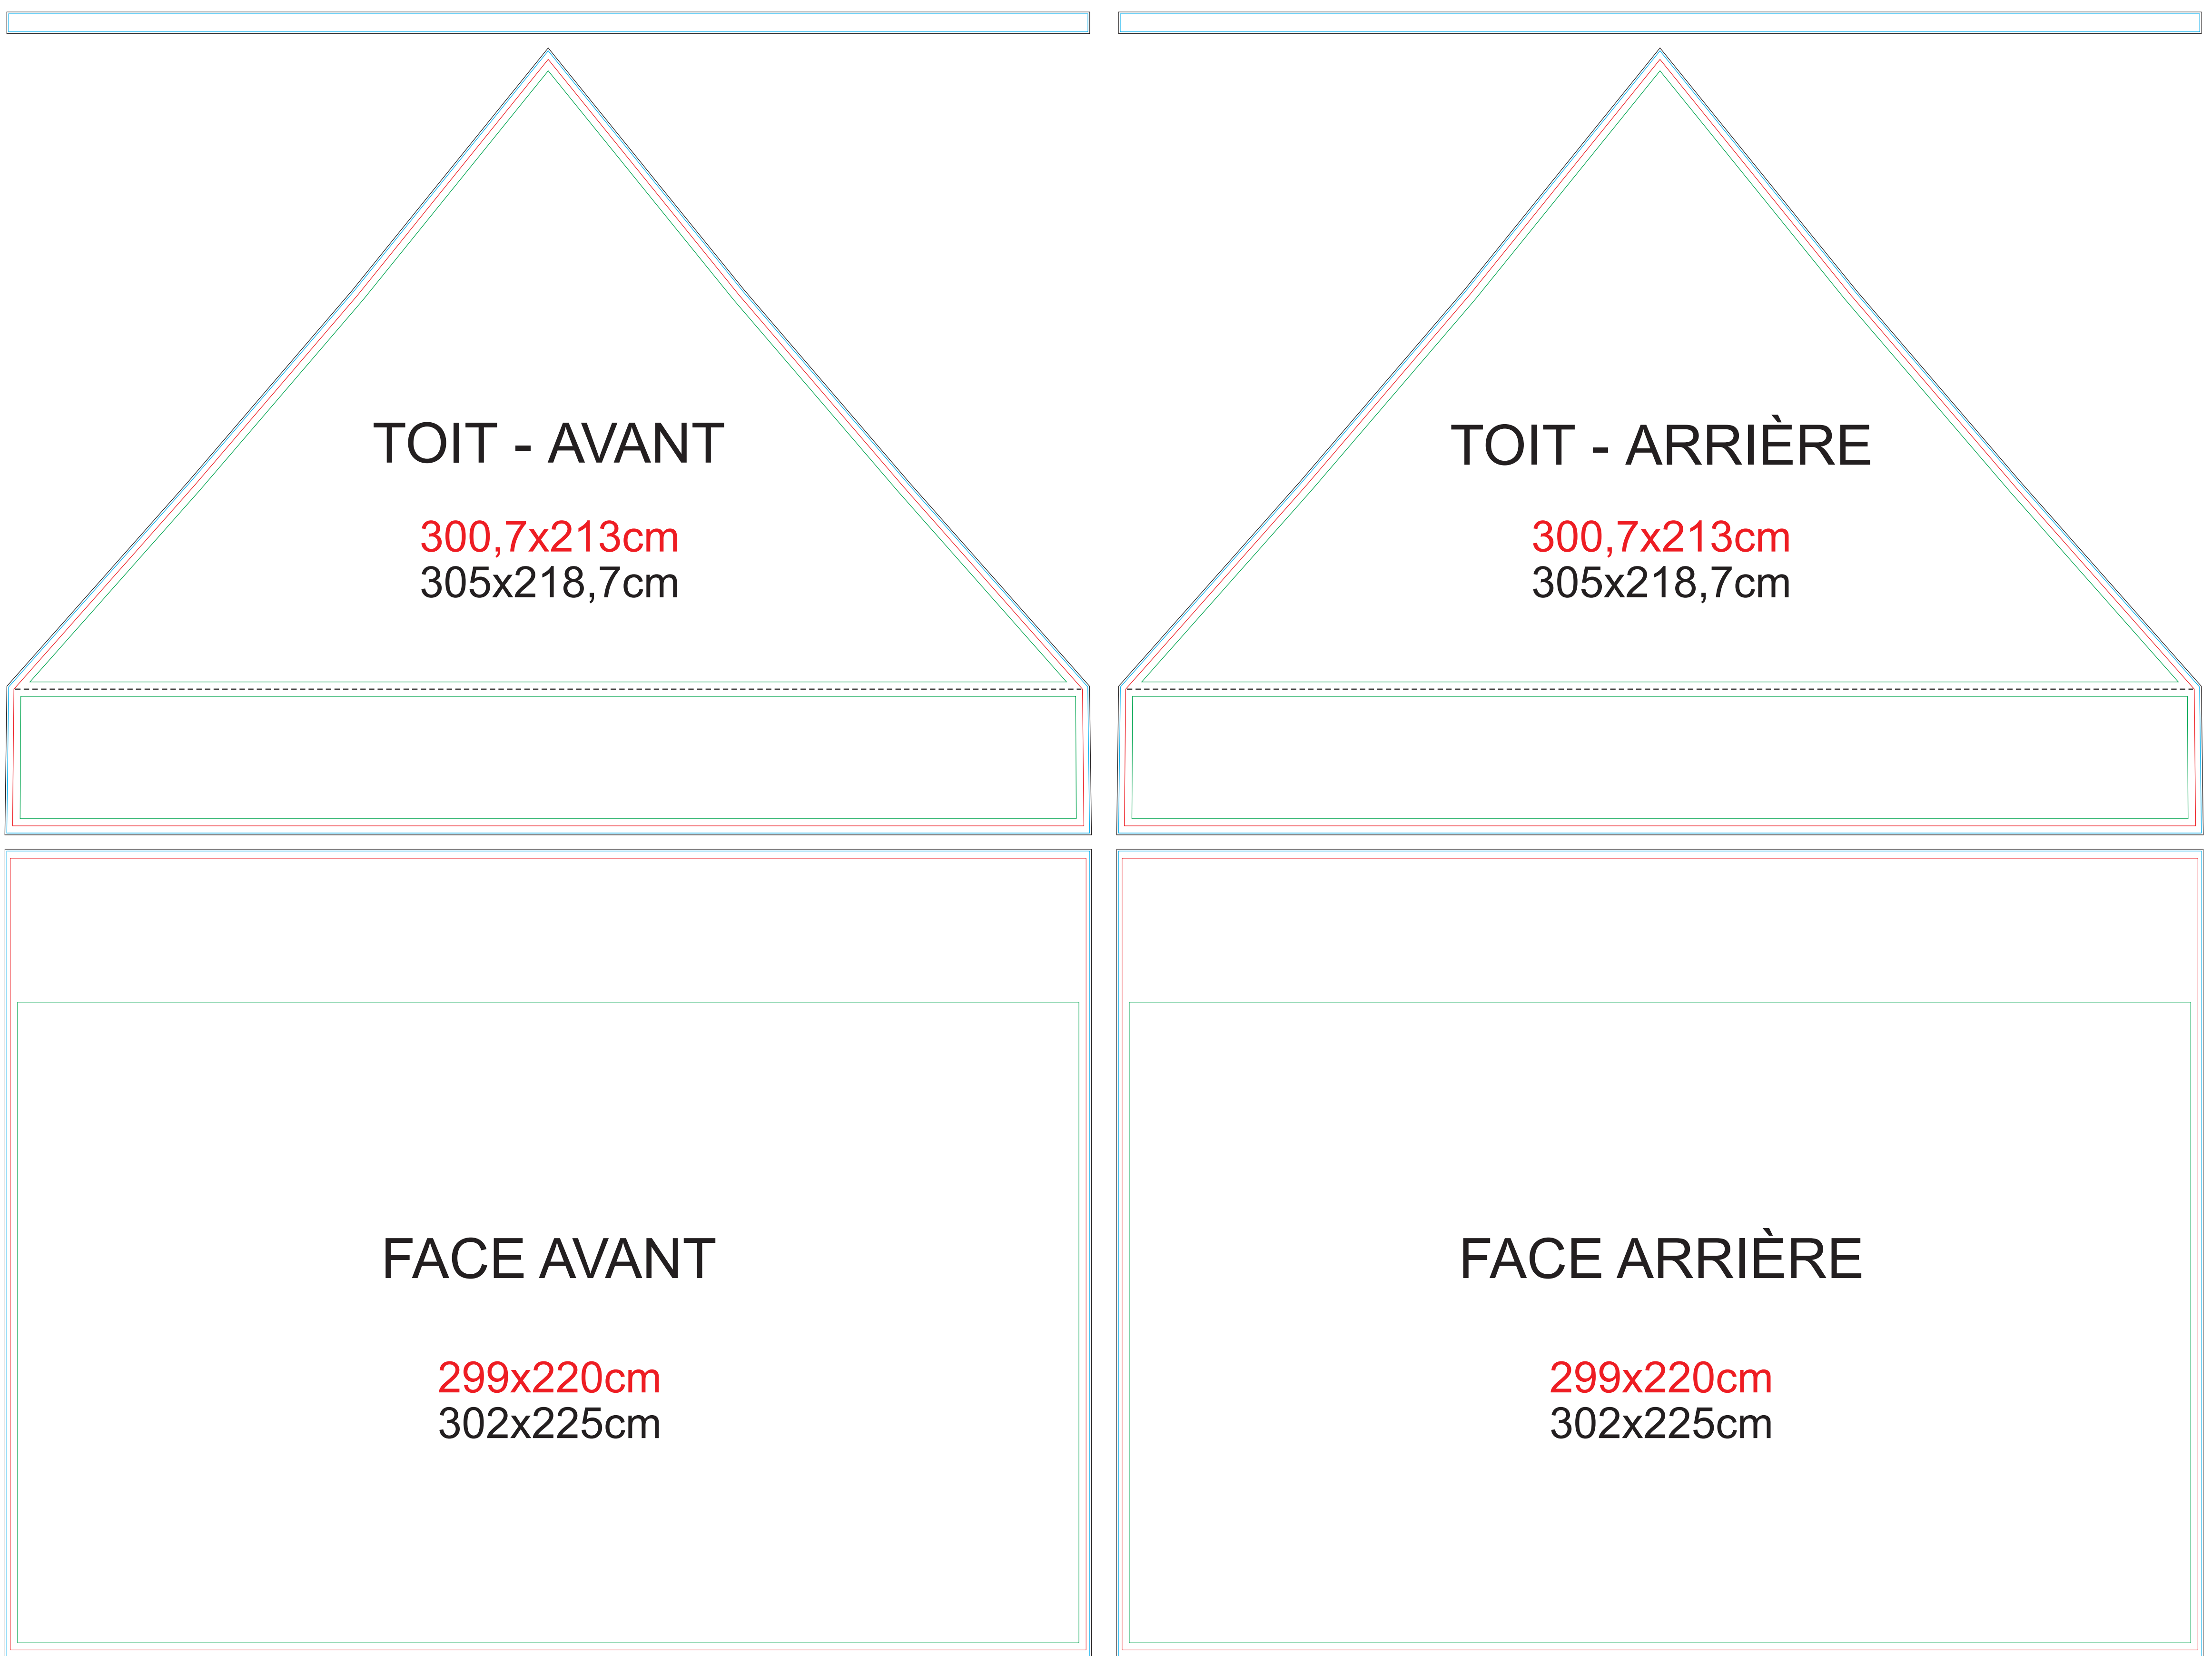 TOIT - AVANT
300,7x213cm
305x218,7cm
TOIT - ARRIÈRE
300,7x213cm
305x218,7cm
FACE AVANT
299x220cm
302x225cm
FACE ARRIÈRE
299x220cm
302x225cm